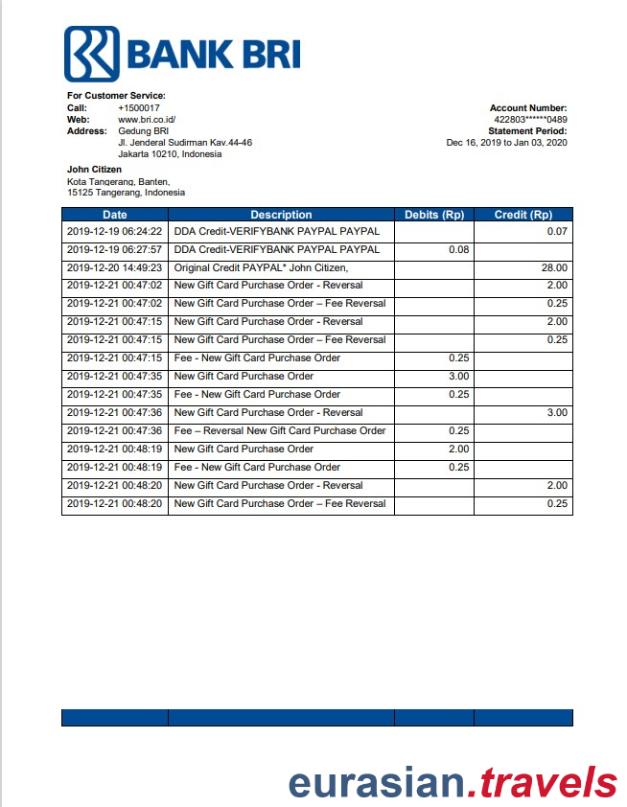 BANK BRI
For Customer Service:
Call: +1500017
Web: www.bri.co.id/
Address: Gedung BRI
Jl. Jenderal Sudirman Kav.44-46
Jakarta 10210, Indonesia
Account Number:
422803******0489
Statement Period:
Dec 16, 2019 to Jan 03, 2020
John Citizen
Kota Tangerang, Banten,
15125 Tangerang, Indonesia
Date Description Debits (Rp) Credit (Rp)
2019-12-19 06:24:22 DDA Credit-VERIFYBANK PAYPAL PAYPAL 0.07
2019-12-19 06:27:57 DDA Credit-VERIFYBANK PAYPAL PAYPAL 0.08
2019-12-20 14:49:23 Original Credit PAYPAL* John Citizen, 28.00
2019-12-21 00:47:02 New Gift Card Purchase Order - Reversal 2.00
2019-12-21 00:47:02 New Gift Card Purchase Order – Fee Reversal 0.25
2019-12-21 00:47:15 New Gift Card Purchase Order - Reversal 2.00
2019-12-21 00:47:15 New Gift Card Purchase Order – Fee Reversal 0.25
2019-12-21 00:47:15 Fee - New Gift Card Purchase Order 0.25
2019-12-21 00:47:35 New Gift Card Purchase Order 3.00
2019-12-21 00:47:35 Fee - New Gift Card Purchase Order 0.25
2019-12-21 00:47:36 New Gift Card Purchase Order - Reversal 3.00
2019-12-21 00:47:36 Fee – Reversal New Gift Card Purchase Order 0.25
2019-12-21 00:48:19 New Gift Card Purchase Order 2.00
2019-12-21 00:48:19 Fee - New Gift Card Purchase Order 0.25
2019-12-21 00:48:20 New Gift Card Purchase Order - Reversal 2.00
2019-12-21 00:48:20 New Gift Card Purchase Order – Fee Reversal 0.25
eurasian.travels